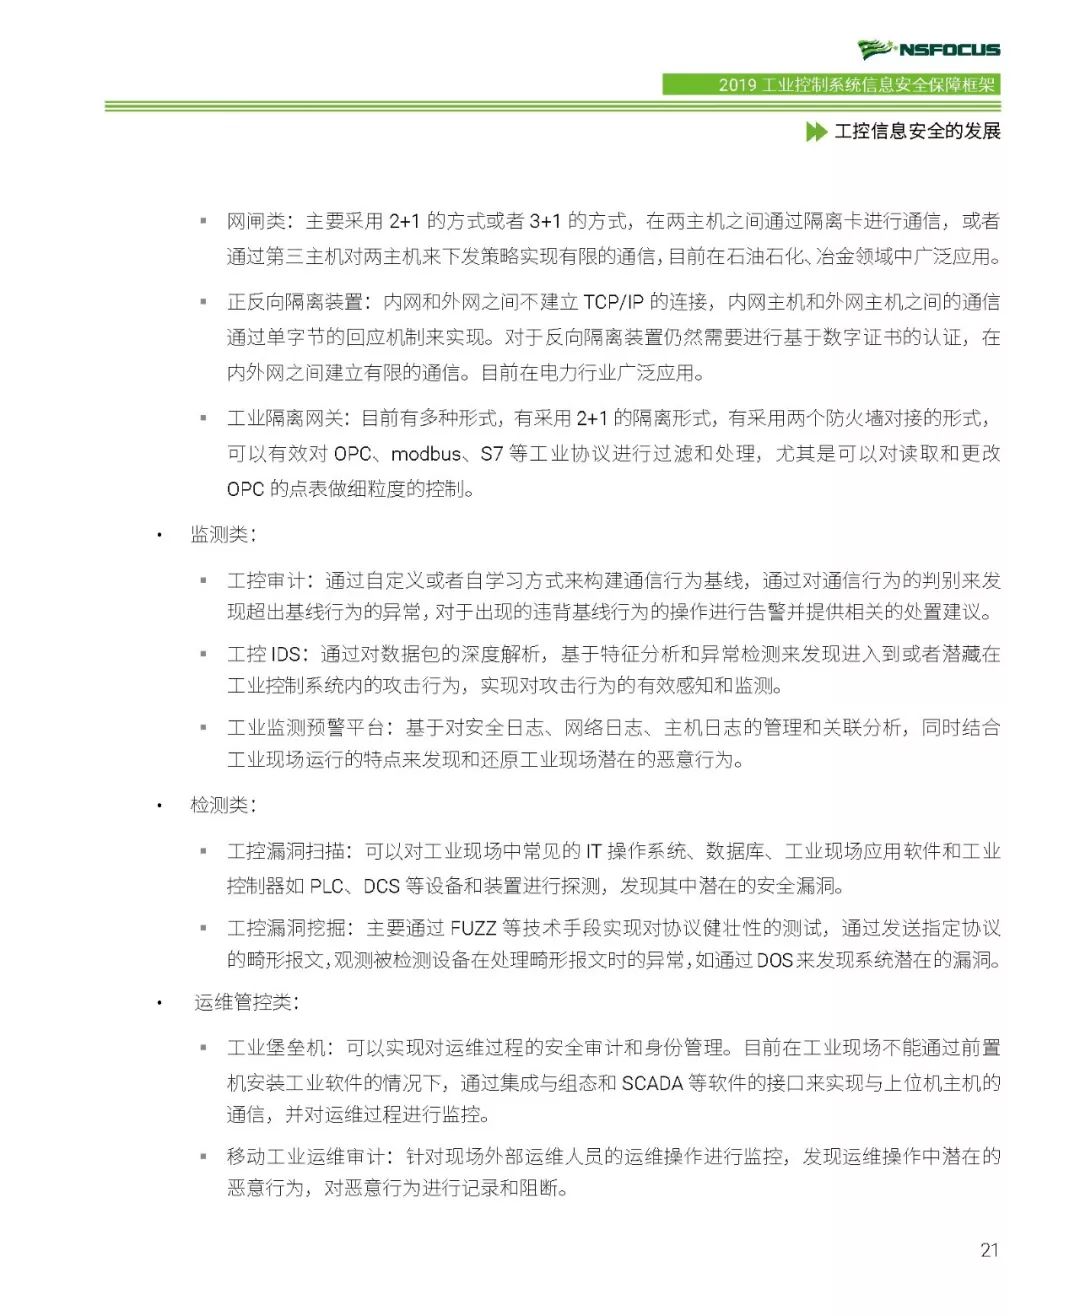 NSFOCUS
2019 工业控制系统信息安全保障框架
工控信息安全的发展
▪ 网闸类：主要采用 2+1 的方式或者 3+1 的方式，在两主机之间通过隔离卡进行通信，或者
通过第三主机对两主机来下发策略实现有限的通信，目前在石油石化、冶金领域中广泛应用。
▪ 正反向隔离装置：内网和外网之间不建立 TCP/IP 的连接，内网主机和外网主机之间的通信
通过单字节的回应机制来实现。对于反向隔离装置仍然需要进行基于数字证书的认证，在
内外网之间建立有限的通信。目前在电力行业广泛应用。
▪ 工业隔离网关：目前有多种形式，有采用 2+1 的隔离形式，有采用两个防火墙对接的形式，
可以有效对 OPC、modbus、S7 等工业协议进行过滤和处理，尤其是可以对读取和更改
OPC 的点表做细粒度的控制。
• 监测类：
▪ 工控审计：通过自定义或者自学习方式来构建通信行为基线，通过对通信行为的判别来发
现超出基线行为的异常，对于出现的违背基线行为的操作进行告警并提供相关的处置建议。
▪ 工控 IDS：通过对数据包的深度解析，基于特征分析和异常检测来发现进入到或者潜藏在
工业控制系统内的攻击行为，实现对攻击行为的有效感知和监测。
▪ 工业监测预警平台：基于对安全日志、网络日志、主机日志的管理和关联分析，同时结合
工业现场运行的特点来发现和还原工业现场潜在的恶意行为。
• 检测类：
▪ 工控漏洞扫描：可以对工业现场中常见的 IT 操作系统、数据库、工业现场应用软件和工业
控制器如 PLC、DCS 等设备和装置进行探测，发现其中潜在的安全漏洞。
▪ 工控漏洞挖掘：主要通过 FUZZ 等技术手段实现对协议健壮性的测试，通过发送指定协议
的畸形报文，观测被检测设备在处理畸形报文时的异常，如通过 DOS 来发现系统潜在的漏洞。
• 运维管控类：
▪ 工业堡垒机：可以实现对运维过程的安全审计和身份管理。目前在工业现场不能通过前置
机安装工业软件的情况下，通过集成与组态和 SCADA 等软件的接口来实现与上位机主机的
通信，并对运维过程进行监控。
▪ 移动工业运维审计：针对现场外部运维人员的运维操作进行监控，发现运维操作中潜在的
恶意行为，对恶意行为进行记录和阻断。
21